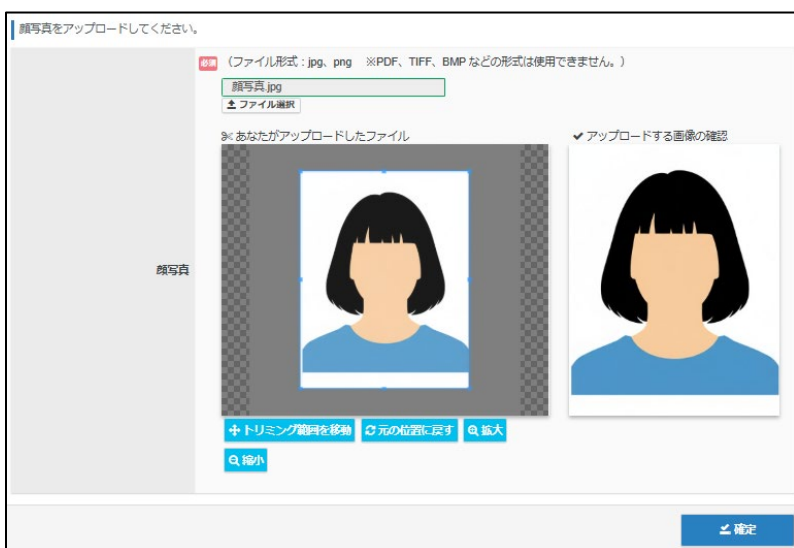 顔写真をアップロードしてください。
必須 （ファイル形式：jpg、png　※PDF、TIFF、BMP などの形式は使用できません。）
顔写真.jpg
ファイル選択
あなたがアップロードしたファイル
アップロードする画像の確認
顔写真
トリミング範囲を移動 元の位置に戻す 拡大
縮小
確定